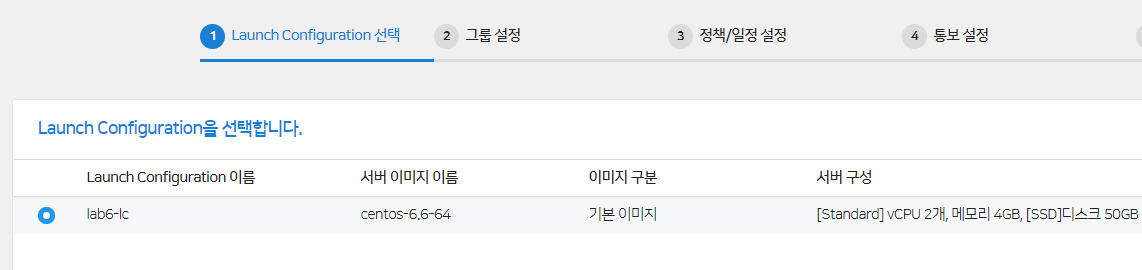 1 Launch Configuration 선택 2 그룹 설정 3 정책/일정 설정 4 통보 설정
Launch Configuration을 선택합니다.
Launch Configuration 이름 서버 이미지 이름 이미지 구분 서버 구성
lab6-lc centos-6.6-64 기본 이미지 [Standard] vCPU 2개, 메모리 4GB, [SSD]디스크 50GB